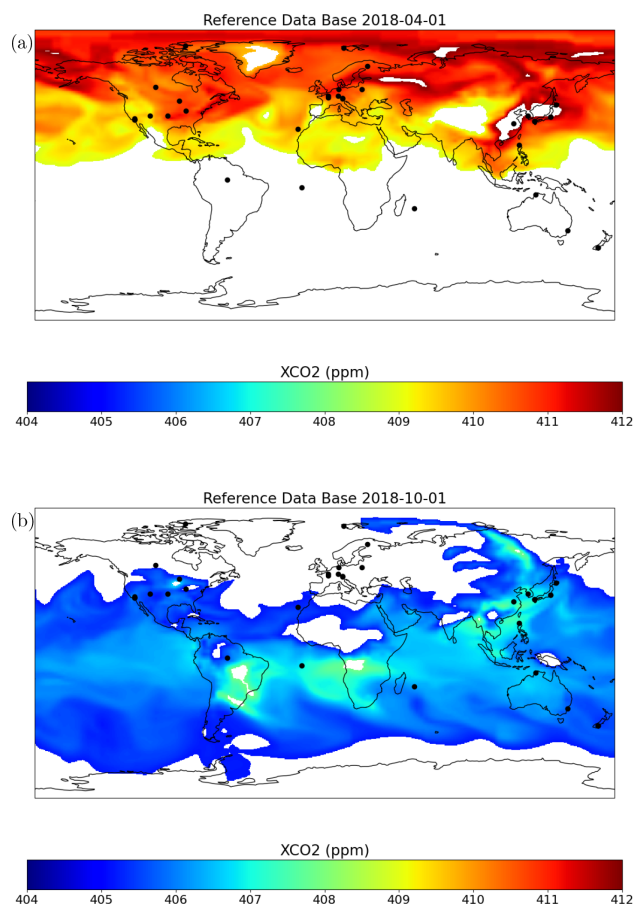 Reference Data Base 2018-04-01
(a)
XCO2 (ppm)
404 405 406 407 408 409 410 411 412
Reference Data Base 2018-10-01
(b)
XCO2 (ppm)
404 405 406 407 408 409 410 411 412